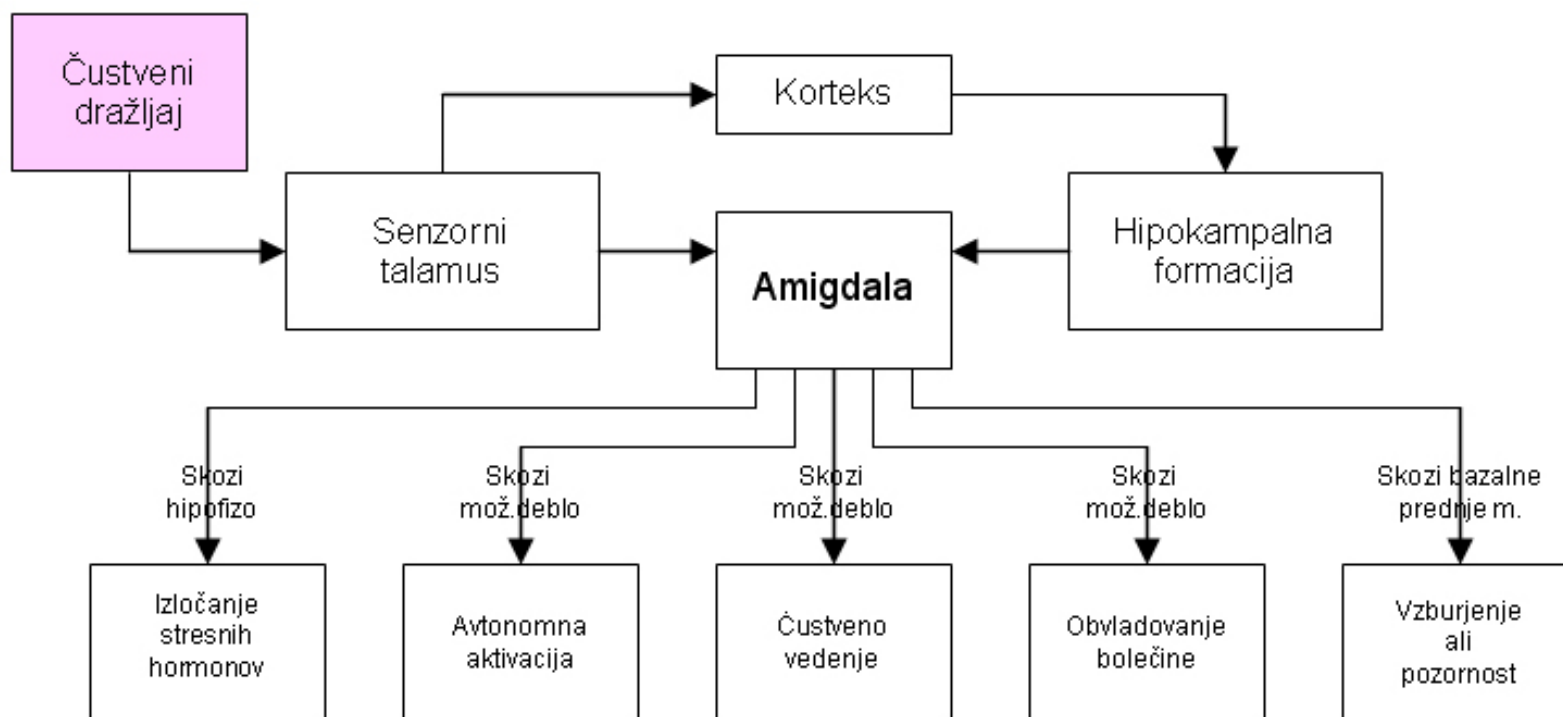 Čustveni
dražljaj
Korteks
Senzorni
talamus
Amigdala
Hipokampalna
formacija
Skozi
hipofizo
Skozi
mož.deblo
Skozi
mož.deblo
Skozi
mož.deblo
Skozi bazalne
prednje m.
Izločanje
stresnih
hormonov
Avtonomna
aktivacija
Čustveno
vedenje
Obvladovanje
bolečine
Vzburjenje
ali
pozornost